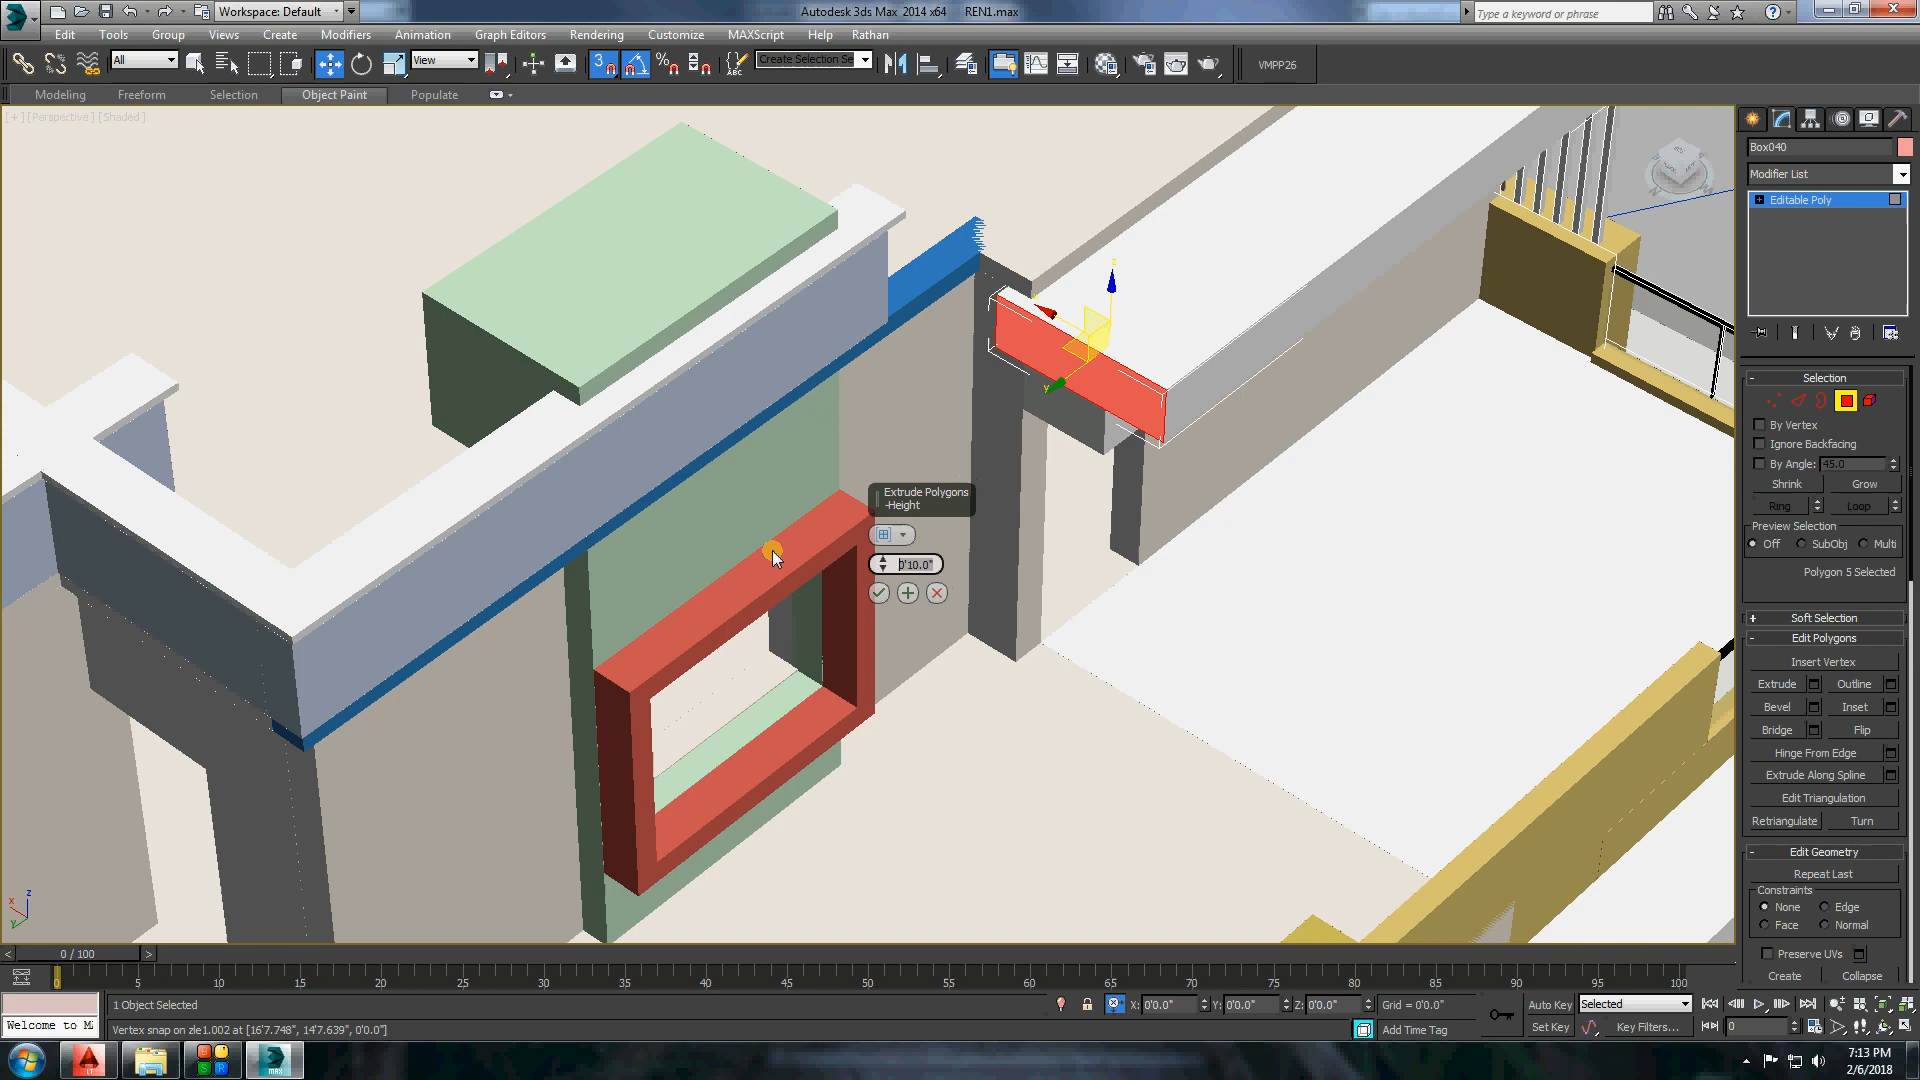 Workspace: Default
Autodesk 3ds Max 2014 x64 REN1.max
Type a keyword or phrase
Edit Tools Group Views Create Modifiers Animation Graph Editors Rendering Customize MAXScript Help Rathan
All View 3 ABC Create Selection Se VMPP26
Modeling Freeform Selection Object Paint Populate
[+] [Perspective] [Shaded]
Box040
Modifier List
Editable Poly
z
y
Extrude Polygons
-Height
0'10.0"
Selection
By Vertex
Ignore Backfacing
By Angle: 45.0
Shrink Grow
Ring Loop
Preview Selection
Off SubObj Multi
Polygon 5 Selected
Soft Selection
Edit Polygons
Insert Vertex
Extrude Outline
Bevel Inset
Bridge Flip
Hinge From Edge
Extrude Along Spline
Edit Triangulation
Retriangulate Turn
Edit Geometry
Repeat Last
Constraints
None Edge
Face Normal
Preserve UVs
Create Collapse
z
x
y
0 / 100
0 5 10 15 20 25 30 35 40 45 50 55 60 65 70 75 80 85 90 95 100
1 Object Selected
X: 0'0.0" Y: 0'0.0" Z: 0'0.0" Grid = 0'0.0"
Auto Key Selected
Welcome to M
Vertex snap on zle1.002 at [16'7.748", 14'7.639", 0'0.0"]
Add Time Tag
Set Key Key Filters... 0
LT
MAX
7:13 PM
2/6/2018